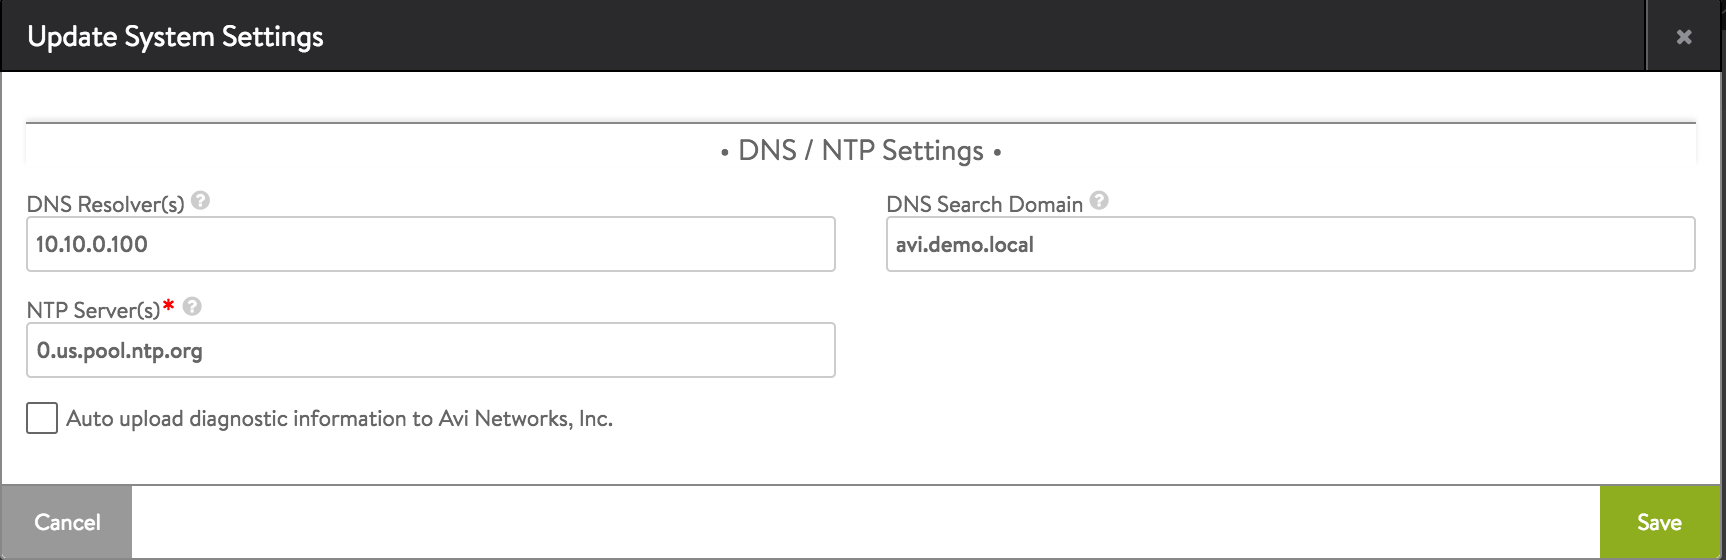 Update System Settings
• DNS / NTP Settings •
DNS Resolver(s) ?
DNS Search Domain ?
10.10.0.100
avi.demo.local
NTP Server(s)* ?
0.us.pool.ntp.org
Auto upload diagnostic information to Avi Networks, Inc.
Cancel
Save